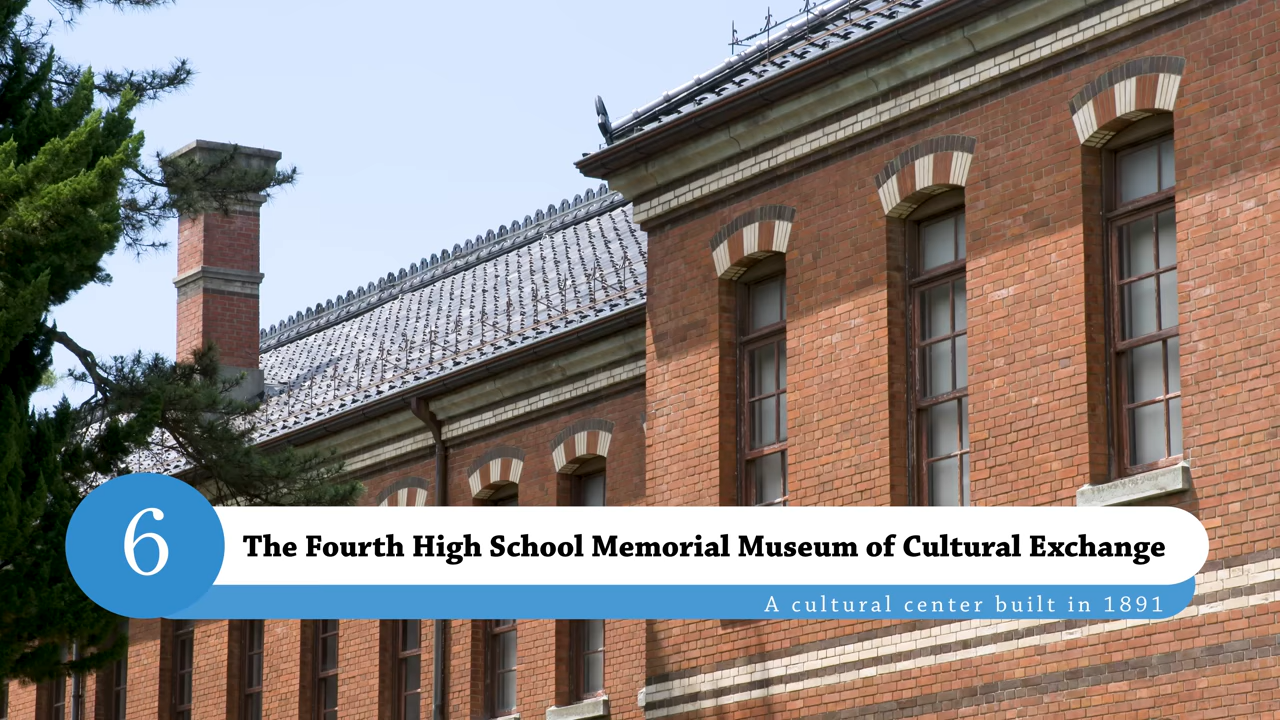 6
The Fourth High School Memorial Museum of Cultural Exchange
A cultural center built in 1891